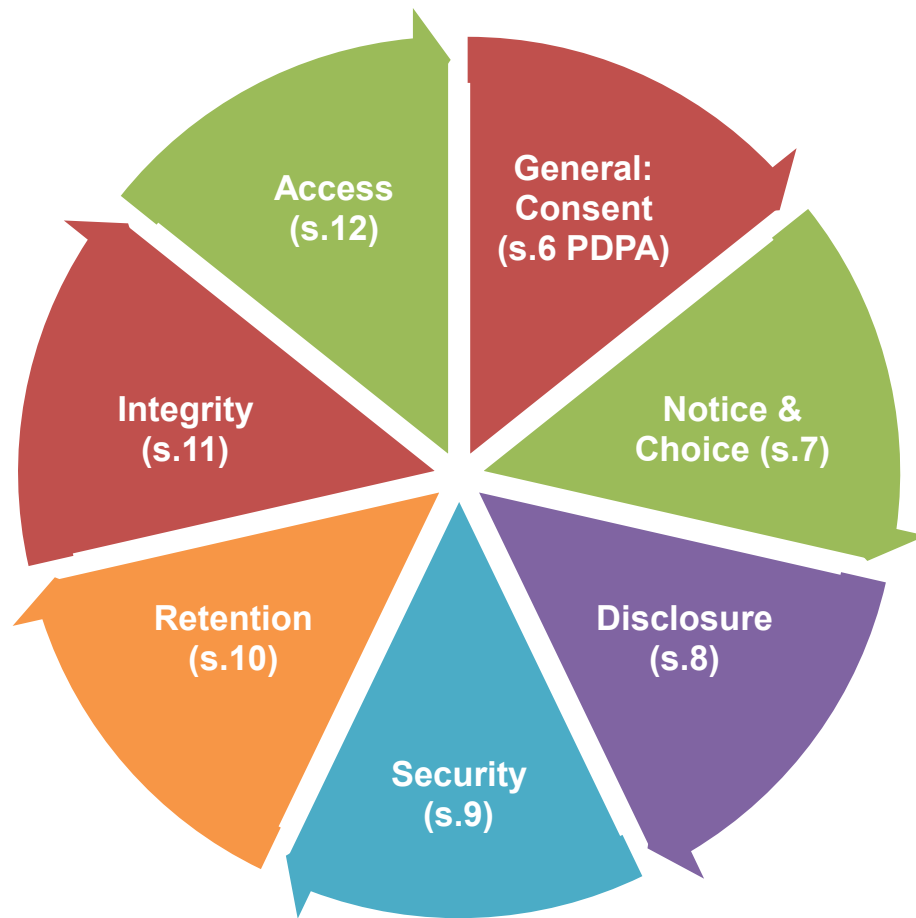 General:
Consent
(s.6 PDPA)
Notice &
Choice (s.7)
Disclosure
(s.8)
Security
(s.9)
Retention
(s.10)
Integrity
(s.11)
Access
(s.12)